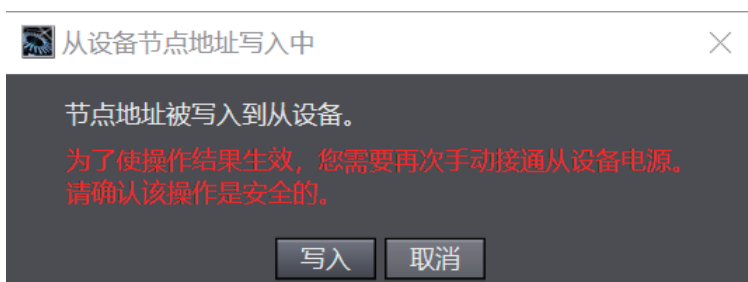 从设备节点地址写入中
节点地址被写入到从设备。
为了使操作结果生效，您需要再次手动接通从设备电源。
请确认该操作是安全的。
写入 取消